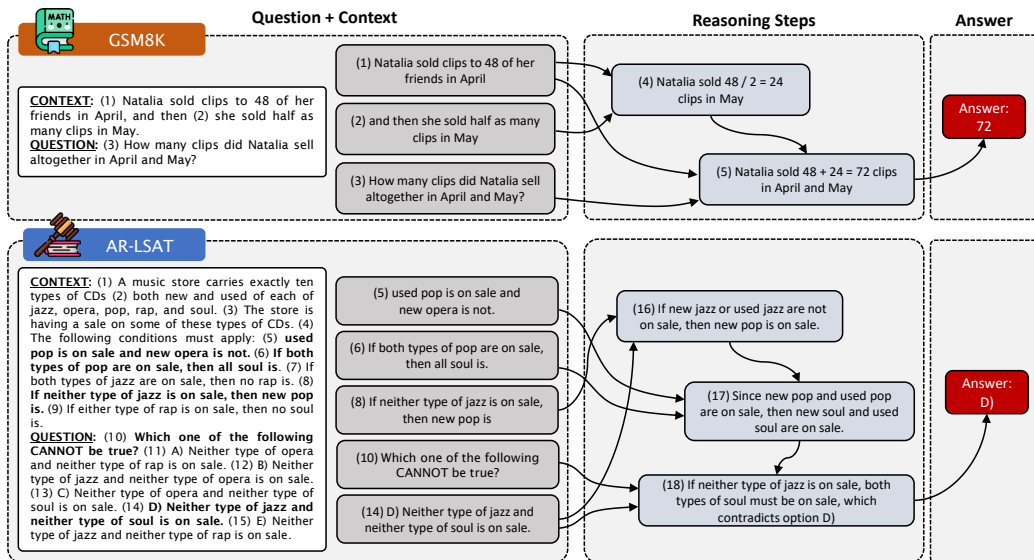 Question + Context
Reasoning Steps
Answer
MATH
GSM8K
CONTEXT: (1) Natalia sold clips to 48 of her
friends in April, and then (2) she sold half as
many clips in May.
QUESTION: (3) How many clips did Natalia sell
altogether in April and May?
(1) Natalia sold clips to 48 of her
friends in April
(2) and then she sold half as many
clips in May.
(3) How many clips did Natalia sell
altogether in April and May?
(4) Natalia sold 48 / 2 = 24
clips in May
(5) Natalia sold 48 + 24 = 72 clips
in April and May
Answer:
72
AR-LSAT
CONTEXT: (1) A music store carries exactly ten
types of CDs (2) both new and used of each of
jazz, opera, pop, rap, and soul. (3) The store is
having a sale on some of these types of CDs. (4)
The following conditions must apply: (5) used
pop is on sale and new opera is not. (6) If both
types of pop are on sale, then all soul is. (7) If
both types of jazz are on sale, then no rap is. (8)
If neither type of jazz is on sale, then new pop
is. (9) If either type of rap is on sale, then no soul
is.
QUESTION: (10) Which one of the following
CANNOT be true? (11) A) Neither type of opera
and neither type of rap is on sale. (12) B) Neither
type of jazz and neither type of opera is on sale.
(13) C) Neither type of opera and neither type of
soul is on sale. (14) D) Neither type of jazz and
neither type of soul is on sale. (15) E) Neither
type of jazz and neither type of rap is on sale.
(5) used pop is on sale and
new opera is not.
(6) If both types of pop are on sale,
then all soul is.
(8) If neither type of jazz is on sale,
then new pop is
(10) Which one of the following
CANNOT be true?
(14) D) Neither type of jazz and
neither type of soul is on sale.
(16) If new jazz or used jazz are not
on sale, then new pop is on sale.
(17) Since new pop and used pop
are on sale, then new soul and used
soul are on sale.
(18) If neither type of jazz is on sale, both
types of soul must be on sale, which
contradicts option D)
Answer:
D)